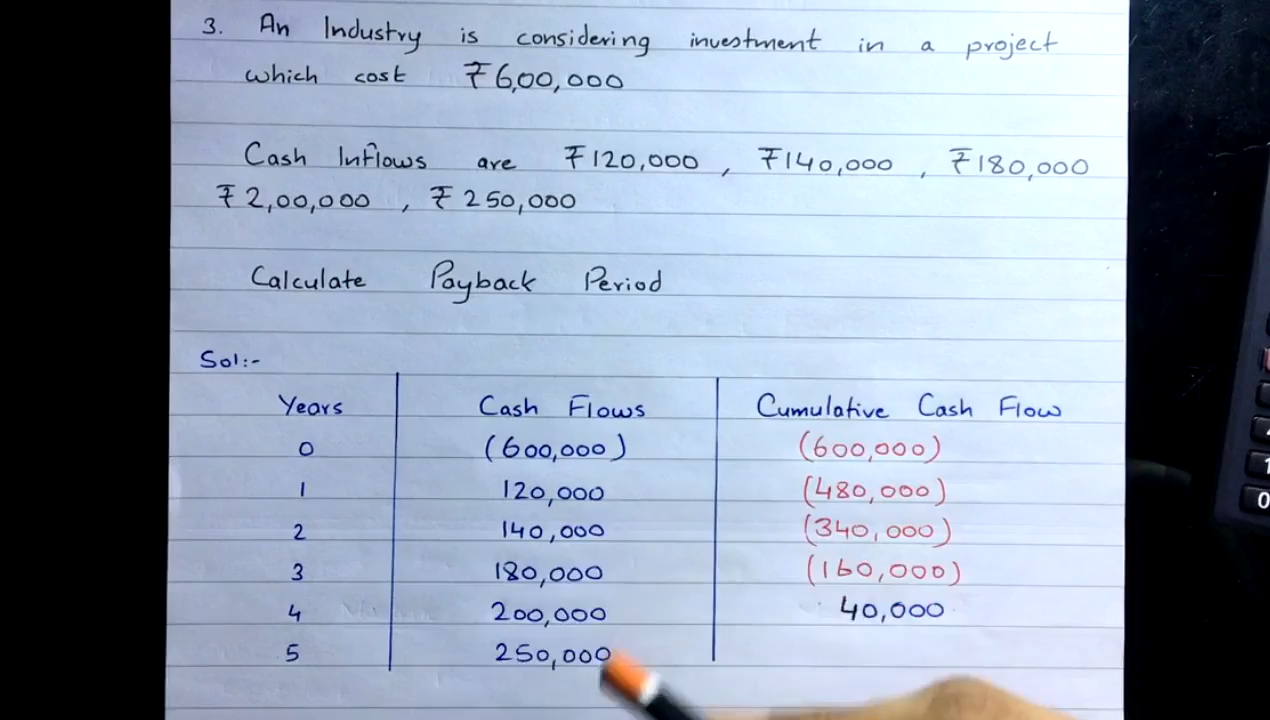 3. An Industry is considering investment in a project
which cost ₹6,00,000
Cash Inflows are ₹120,000 , ₹140,000 , ₹180,000
₹2,00,000 , ₹250,000
Calculate Payback Period
Sol:-
Years Cash Flows Cumulative Cash Flow
0 (600,000) (600,000)
1 120,000 (480,000)
2 140,000 (340,000)
3 180,000 (160,000)
4 200,000 40,000
5 250,000